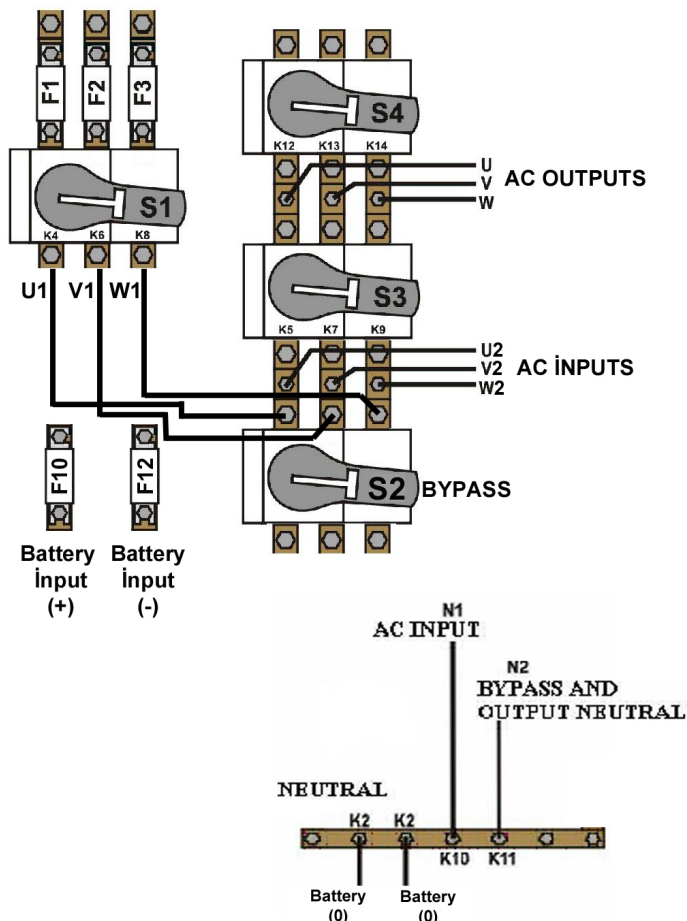 F1 F2 F3
S1
K4 K6 K8
U1 V1 W1
S4
K12 K13 K14
U
V
W
AC OUTPUTS
S3
K5 K7 K9
U2
V2
W2
AC İNPUTS
S2
BYPASS
F10
F12
Battery
İnput
(+)
Battery
İnput
(-)
N1
AC INPUT
N2
BYPASS AND
OUTPUT NEUTRAL
NEUTRAL
K2 K2
K10 K11
Battery
(0)
Battery
(0)